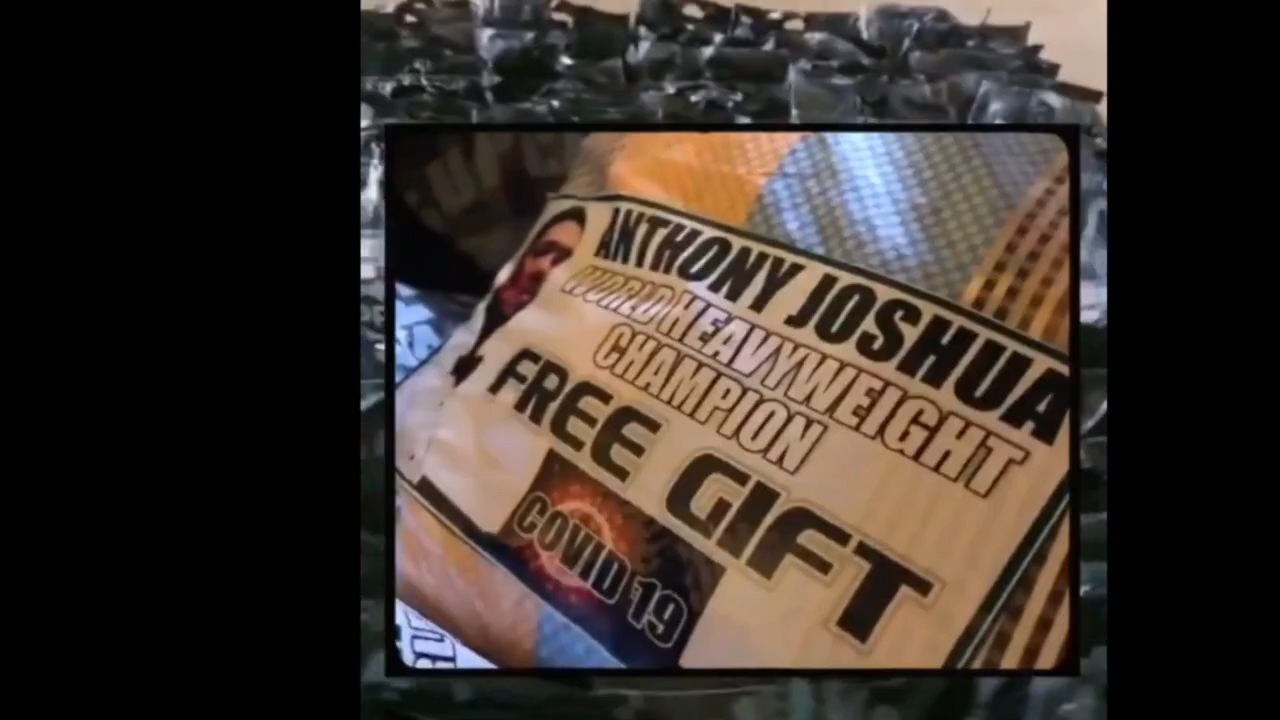 ANTHONY JOSHUA
WORLD HEAVYWEIGHT
CHAMPION
FREE GIFT
COVID 19